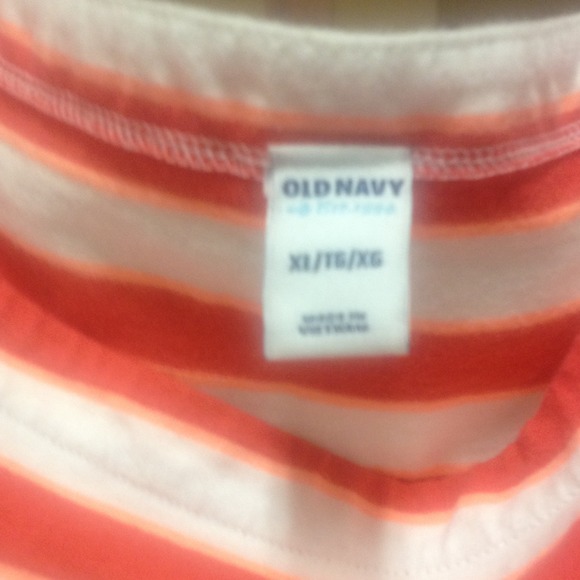 OLD NAVY
XL/TG/XG
MADE IN
VIETNAM